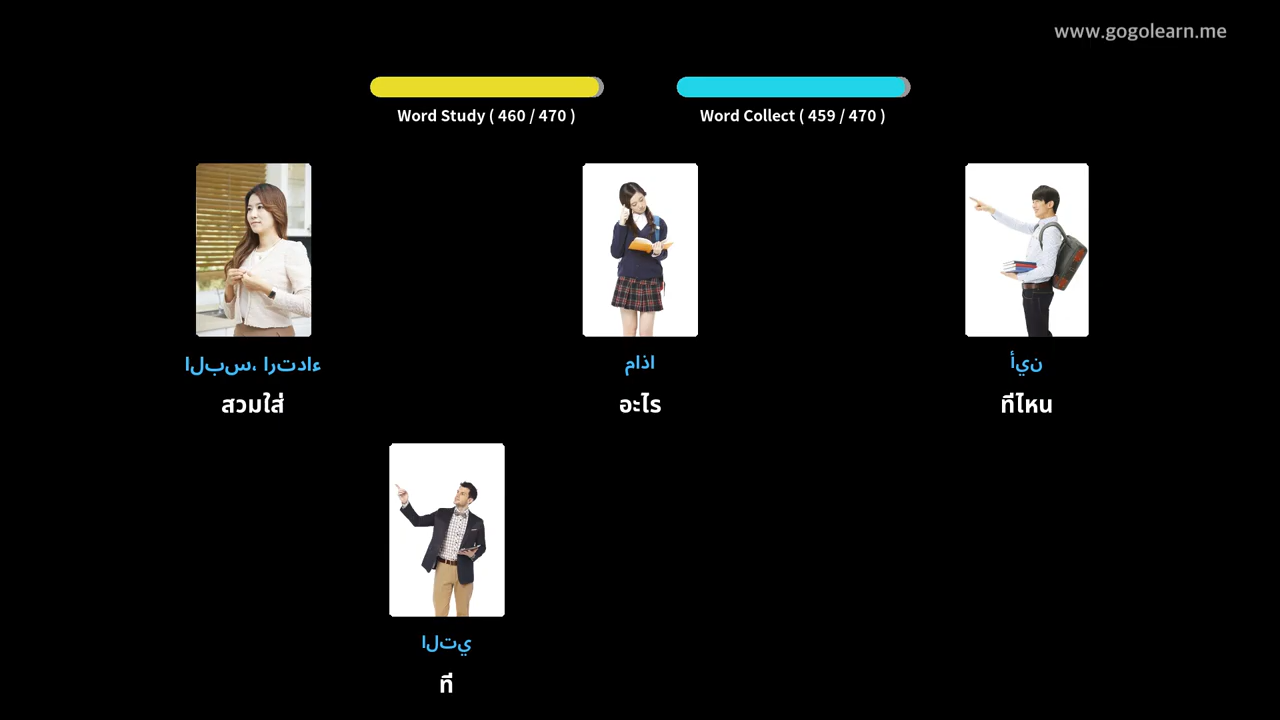 www.gogolearn.me
Word Study ( 460 / 470 )
Word Collect ( 459 / 470 )
البس، ارتداء
สวมใส่
ماذا
อะไร
أين
ทีไหน
التي
ที